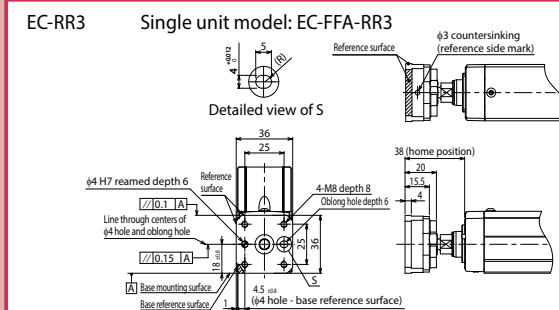 EC-RR3 Single unit model: EC-FFA-RR3
5
4 +0.012 0
(R)
Detailed view of S
Reference surface
ϕ3 countersinking
(reference side mark)
36
25
ϕ4 H7 reamed depth 6
Reference
surface
4-M8 depth 8
Oblong hole depth 6
// 0.1 A
Line through centers of
ϕ4 hole and oblong hole
// 0.15 A
18 ±0.8
25
36
A Base mounting surface
Base reference surface
S
4.5 ±0.8
1
(ϕ4 hole - base reference surface)
38 (home position)
20
15.5
4